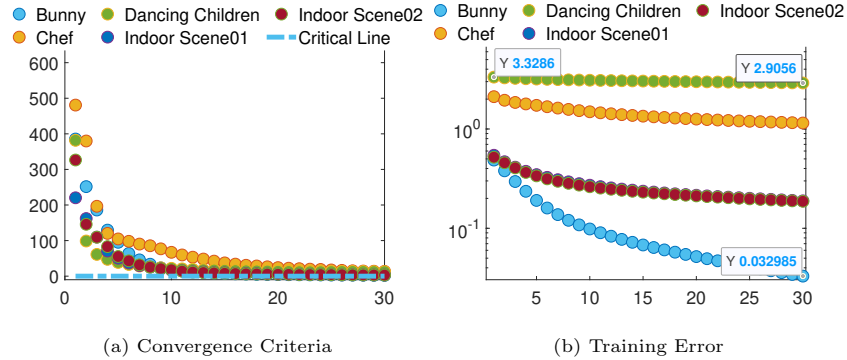 Bunny Dancing Children Indoor Scene02
Chef Indoor Scene01 Critical Line
600
500
400
300
200
100
0
0 10 20 30
(a) Convergence Criteria
Bunny Dancing Children Indoor Scene02
Chef Indoor Scene01
Y 3.3286
Y 2.9056
10^0
10^-1
Y 0.032985
5 10 15 20 25 30
(b) Training Error